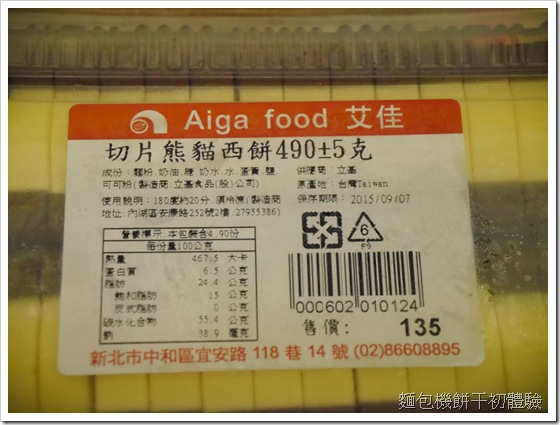 Aiga food 艾佳
切片熊貓西餅490±5克
成份：麵粉.奶油.糖.奶水.水.蛋黃.鹽.
可可粉(製造商.立基食品(股)公司)
供應商：立基
原產地：台灣Taiwan
使用說明：180度約20分.須冷凍(製造商
保存期限：2015/09/07
地址.內湖區安康路252號2樓.27955386)
營養標示.本包裝含4.90份
每份量100公克
熱量 467.5 大卡
蛋白質 6.5 公克
脂肪 24.4 公克
飽和脂肪 15 公克
反式脂肪 0 公克
碳水化合物 55.4 公克
鈉 38.9 毫克
6
PS
000602 010124
售價： 135
新北市中和區宜安路 118 巷 14 號 (02)86608895
麵包機餅干初體驗